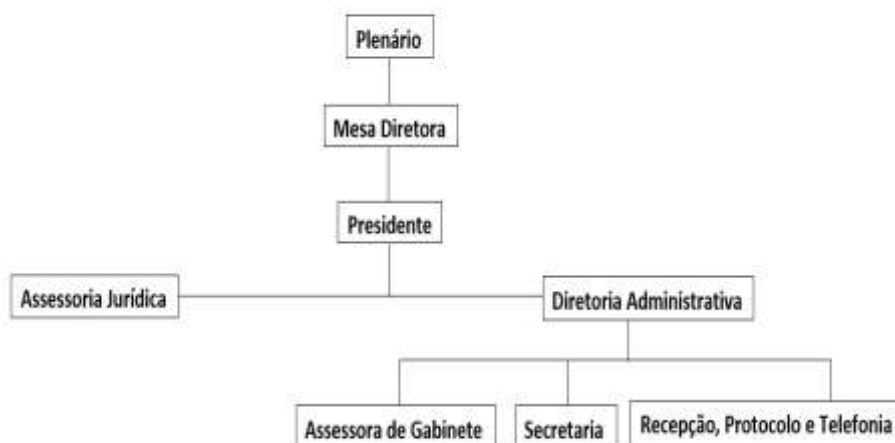 Plenário
Mesa Diretora
Presidente
Assessoria Jurídica
Diretoria Administrativa
Assessora de Gabinete
Secretaria
Recepção, Protocolo e Telefonia